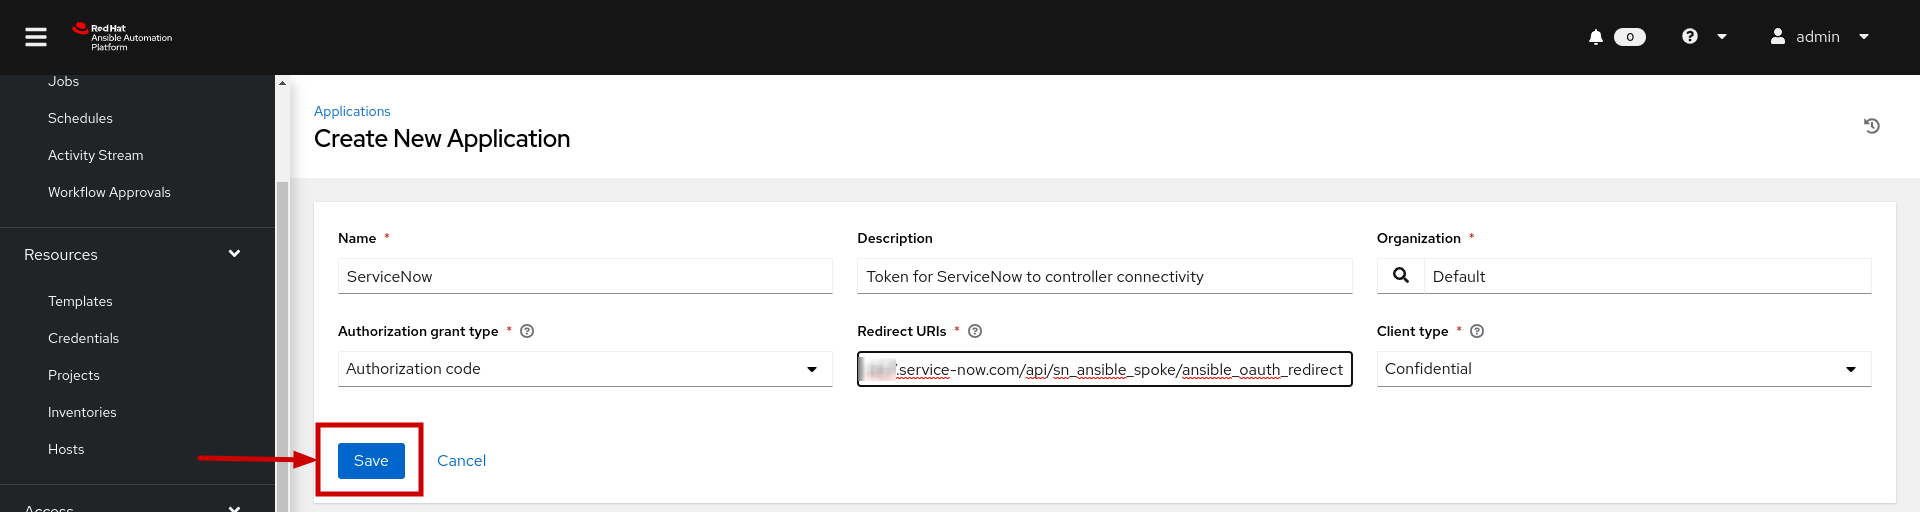 Red Hat
Ansible Automation
Platform
0
admin
Jobs
Schedules
Activity Stream
Workflow Approvals
Resources
Templates
Credentials
Projects
Inventories
Hosts
Access
Applications
Create New Application
Name *
Description
Organization *
ServiceNow
Token for ServiceNow to controller connectivity
Default
Authorization grant type *
Redirect URIs *
Client type *
Authorization code
.service-now.com/api/sn_ansible_spoke/ansible_oauth_redirect
Confidential
Save
Cancel